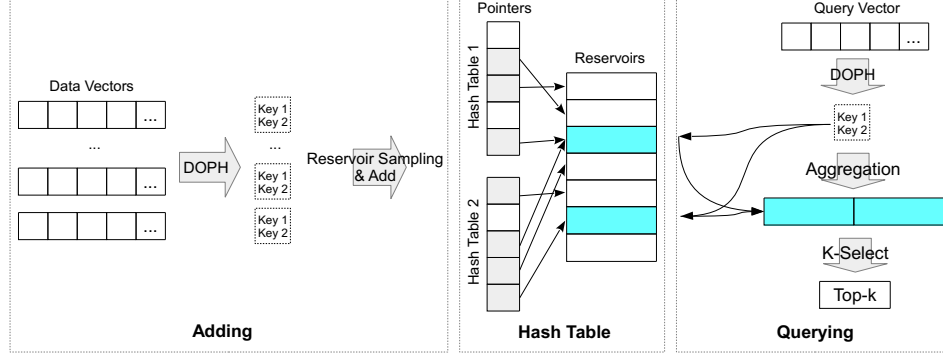 Data Vectors
...
...
...
...
DOPH
Key 1
Key 2
...
Key 1
Key 2
Key 1
Key 2
Reservoir Sampling
& Add
Adding
Pointers
Hash Table 1
Hash Table 2
Reservoirs
Hash Table
Query Vector
...
DOPH
Key 1
Key 2
Aggregation
K-Select
Top-k
Querying